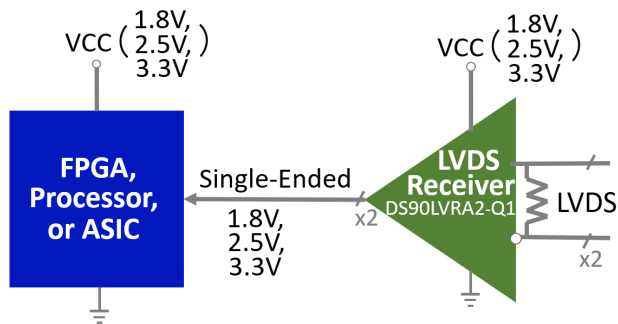 VCC ( 1.8V, 2.5V, 3.3V )
VCC ( 1.8V, 2.5V, 3.3V )
FPGA,
Processor,
or ASIC
Single-Ended
1.8V,
2.5V,
3.3V
x2
LVDS
Receiver
DS90LVRA2-Q1
LVDS
x2